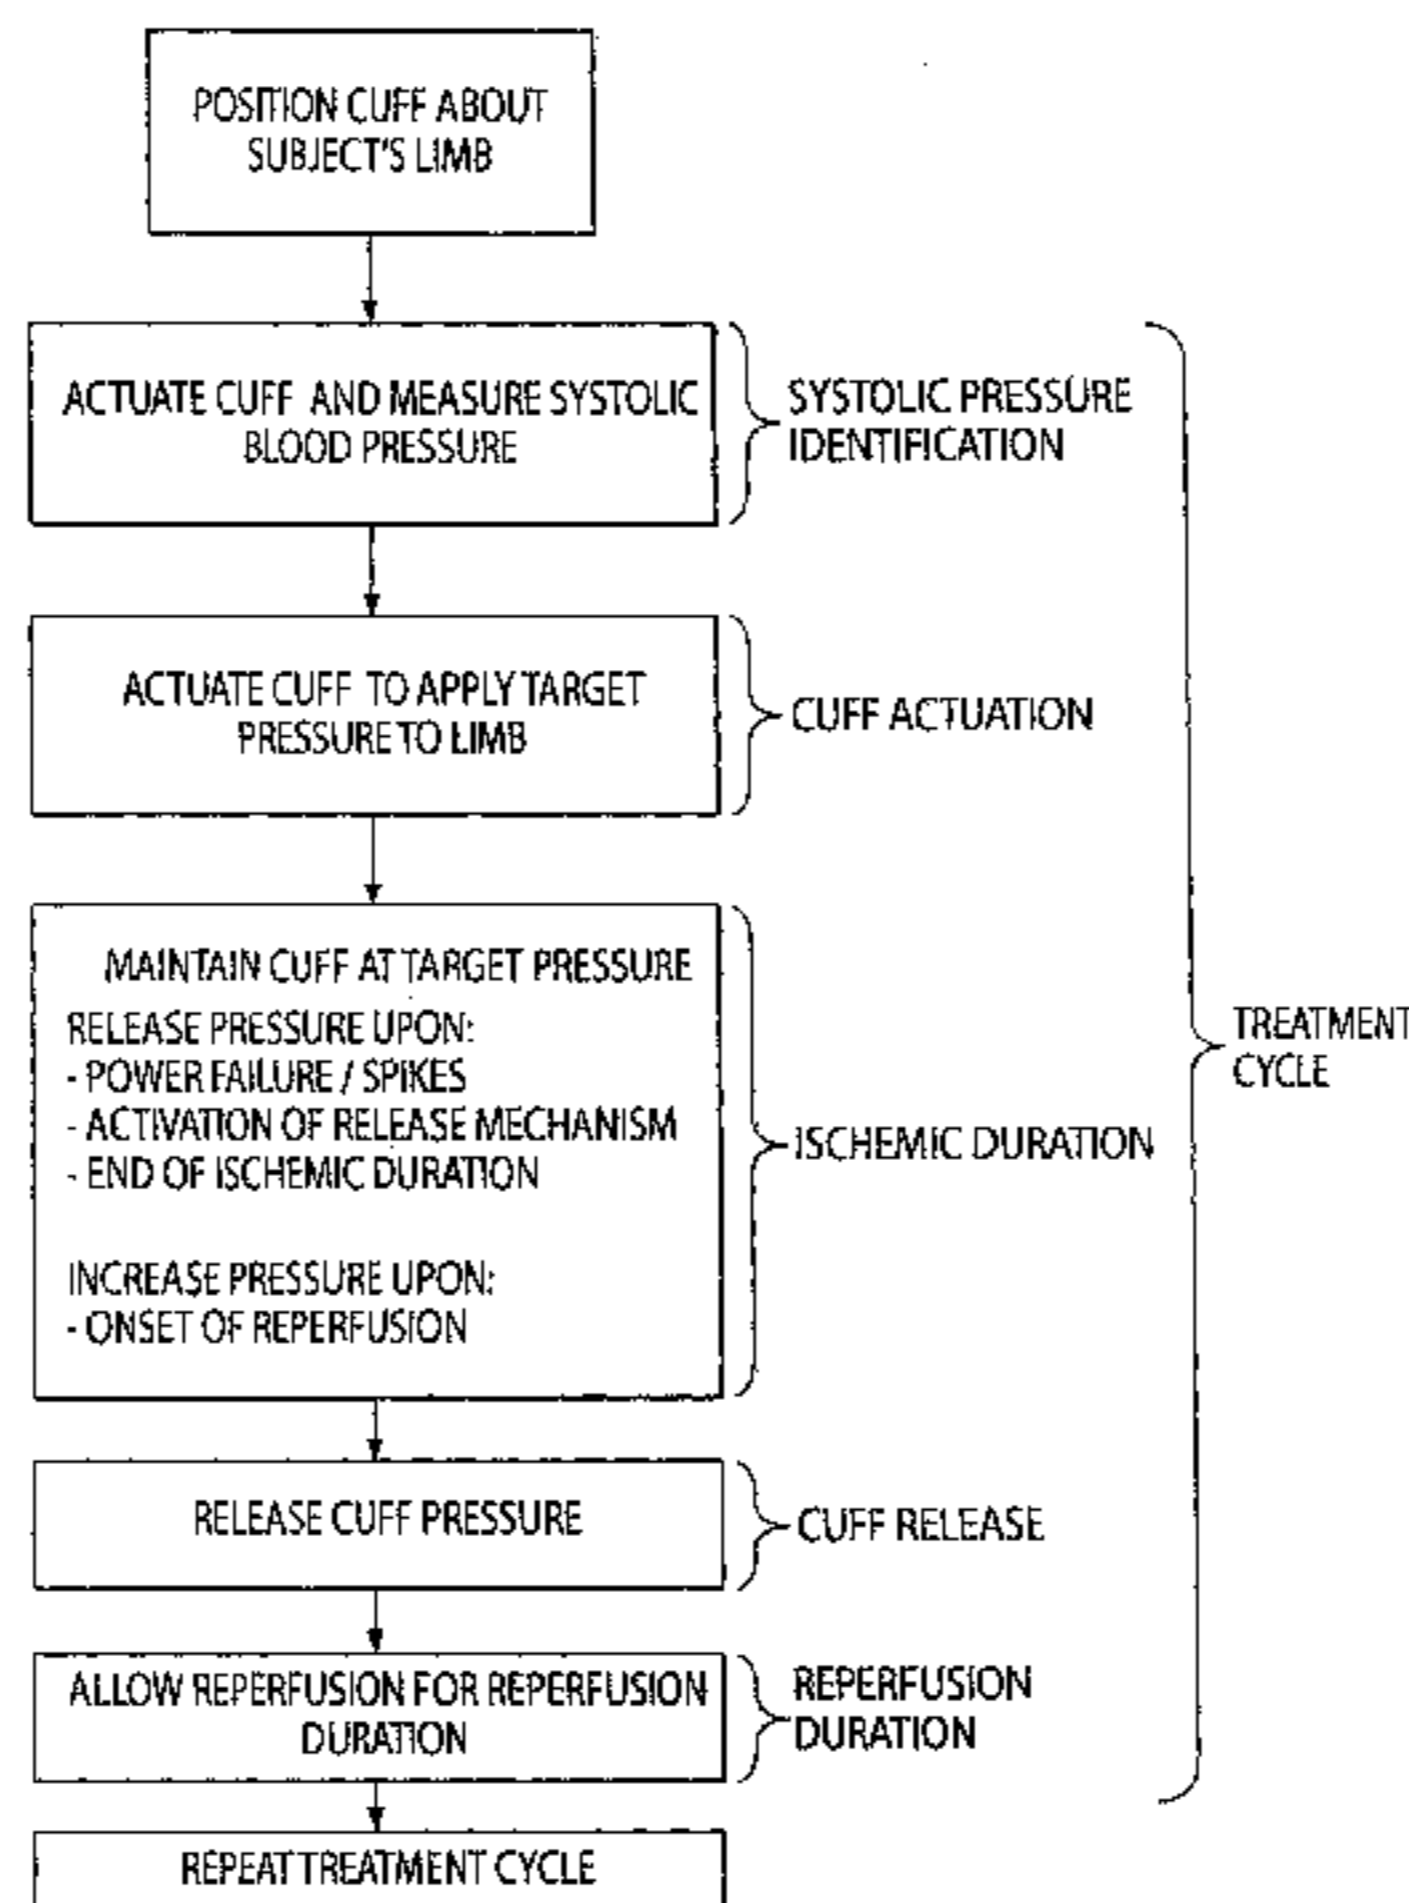 POSITION CUFF ABOUT
SUBJECT'S LIMB
ACTUATE CUFF AND MEASURE SYSTOLIC
BLOOD PRESSURE
SYSTOLIC PRESSURE
IDENTIFICATION
ACTUATE CUFF TO APPLY TARGET
PRESSURE TO LIMB
CUFF ACTUATION
MAINTAIN CUFF AT TARGET PRESSURE
RELEASE PRESSURE UPON:
- POWER FAILURE / SPIKES
- ACTIVATION OF RELEASE MECHANISM
- END OF ISCHEMIC DURATION
INCREASE PRESSURE UPON:
- ONSET OF REPERFUSION
ISCHEMIC DURATION
TREATMENT
CYCLE
RELEASE CUFF PRESSURE
CUFF RELEASE
ALLOW REPERFUSION FOR REPERFUSION
DURATION
REPERFUSION
DURATION
REPEAT TREATMENT CYCLE